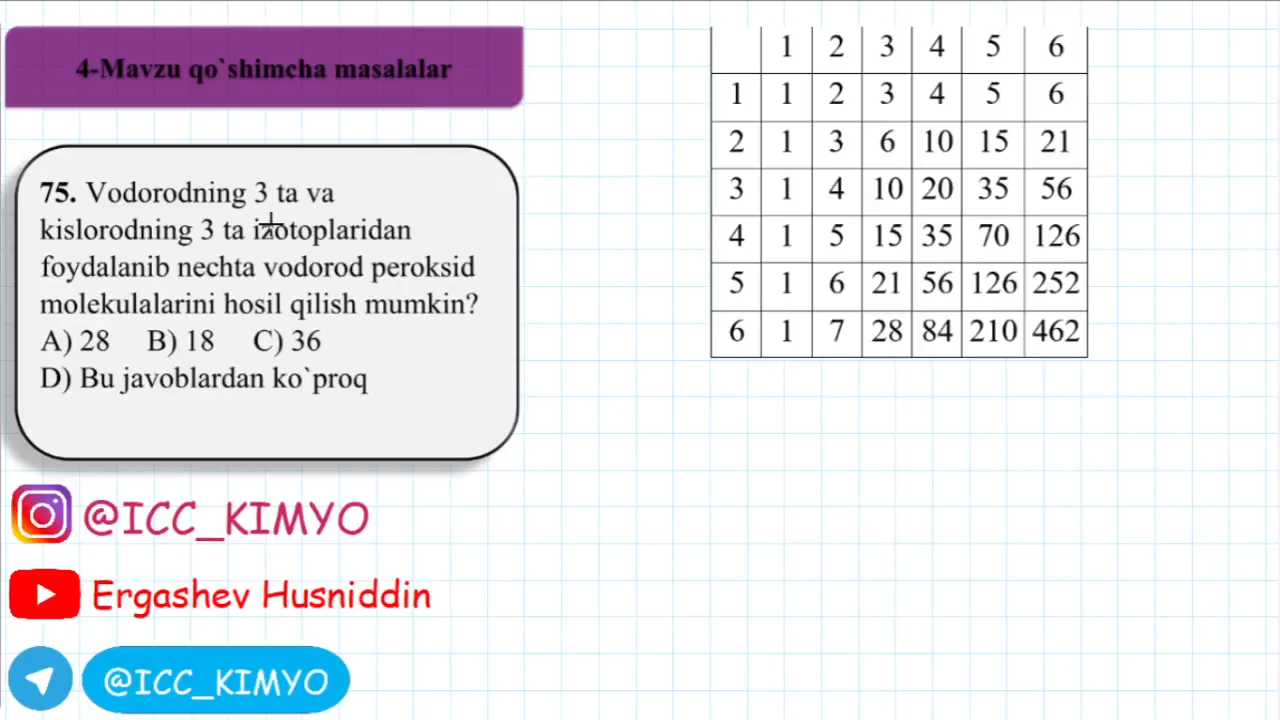 4-Mavzu qo`shimcha masalalar
75. Vodorodning 3 ta va
kislorodning 3 ta izotoplaridan
foydalanib nechta vodorod peroksid
molekulalarini hosil qilish mumkin?
A) 28 B) 18 C) 36
D) Bu javoblardan ko`proq
@ICC_KIMYO
Ergashev Husniddin
@ICC_KIMYO
1 2 3 4 5 6
1 1 2 3 4 5 6
2 1 3 6 10 15 21
3 1 4 10 20 35 56
4 1 5 15 35 70 126
5 1 6 21 56 126 252
6 1 7 28 84 210 462